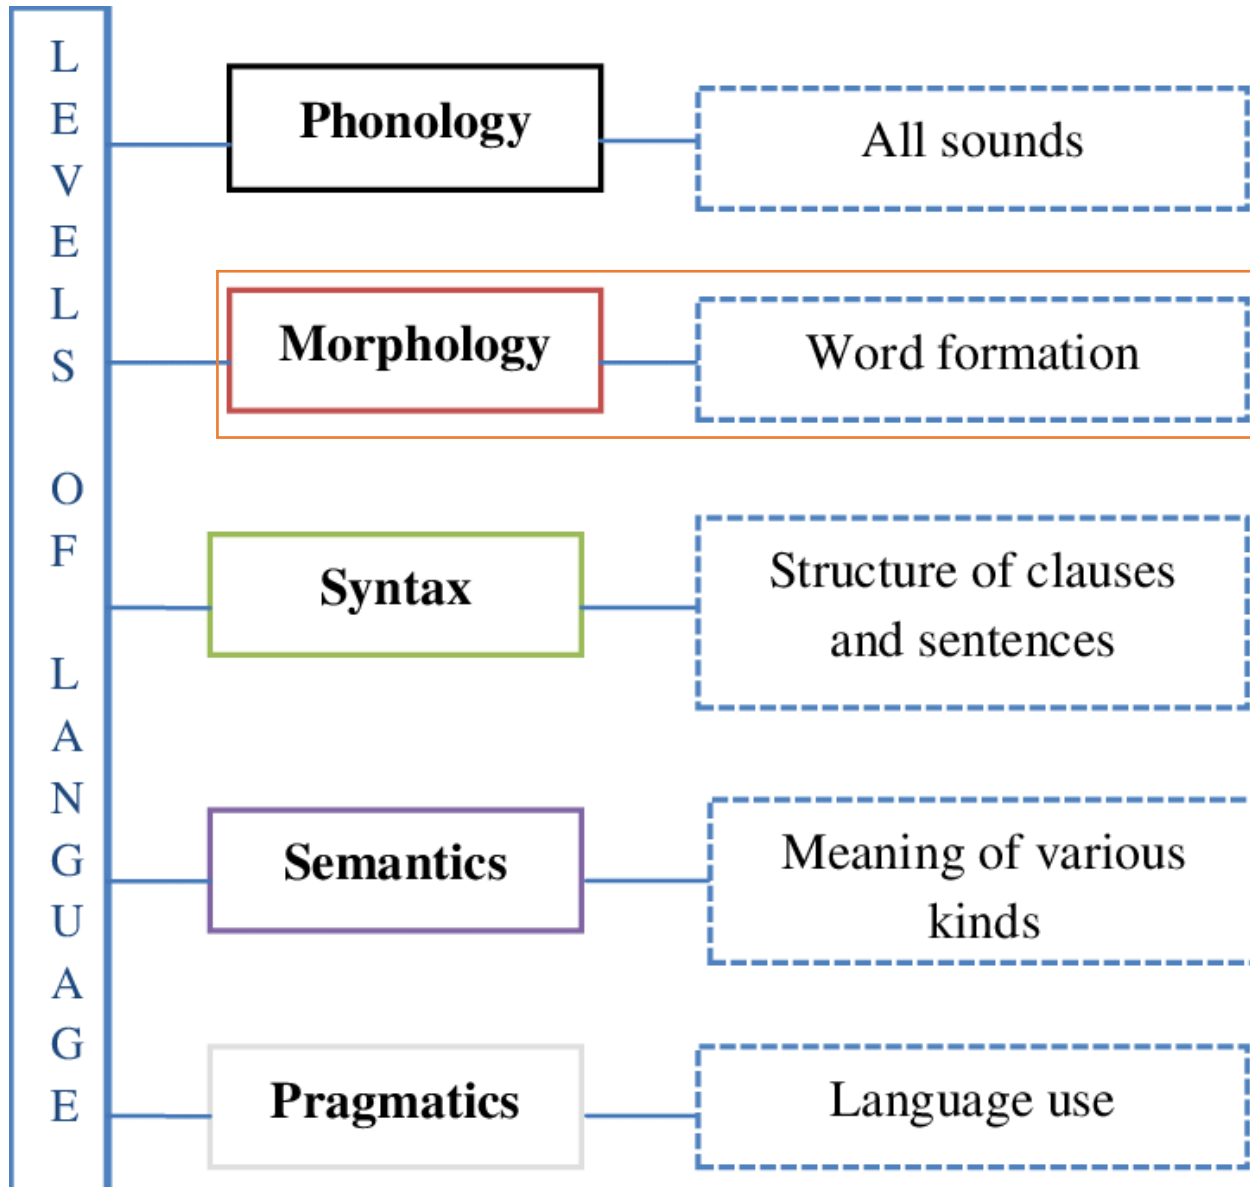 LEVELS OF LANGUAGE
Phonology
All sounds
Morphology
Word formation
Syntax
Structure of clauses
and sentences
Semantics
Meaning of various
kinds
Pragmatics
Language use